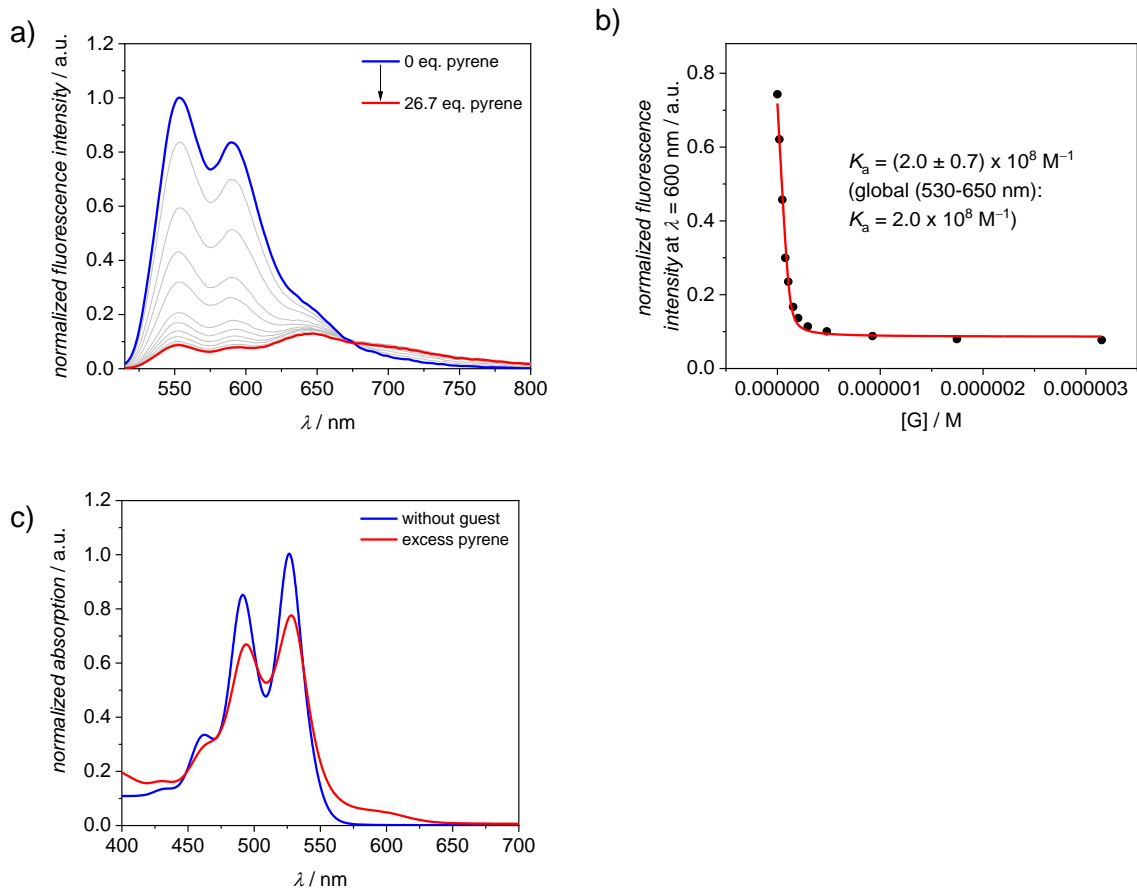 a)
normalized fluorescence intensity / a.u.
1.2
1.0
0.8
0.6
0.4
0.2
0.0
0 eq. pyrene
26.7 eq. pyrene
550 600 650 700 750 800
λ / nm
b)
normalized fluorescence
intensity at λ = 600 nm / a.u.
0.8
0.6
0.4
0.2
0.0
Kₐ = (2.0 ± 0.7) x 10⁸ M⁻¹
(global (530-650 nm):
Kₐ = 2.0 x 10⁸ M⁻¹)
0.000000 0.000001 0.000002 0.000003
[G] / M
c)
normalized absorption / a.u.
1.2
1.0
0.8
0.6
0.4
0.2
0.0
without guest
excess pyrene
400 450 500 550 600 650 700
λ / nm